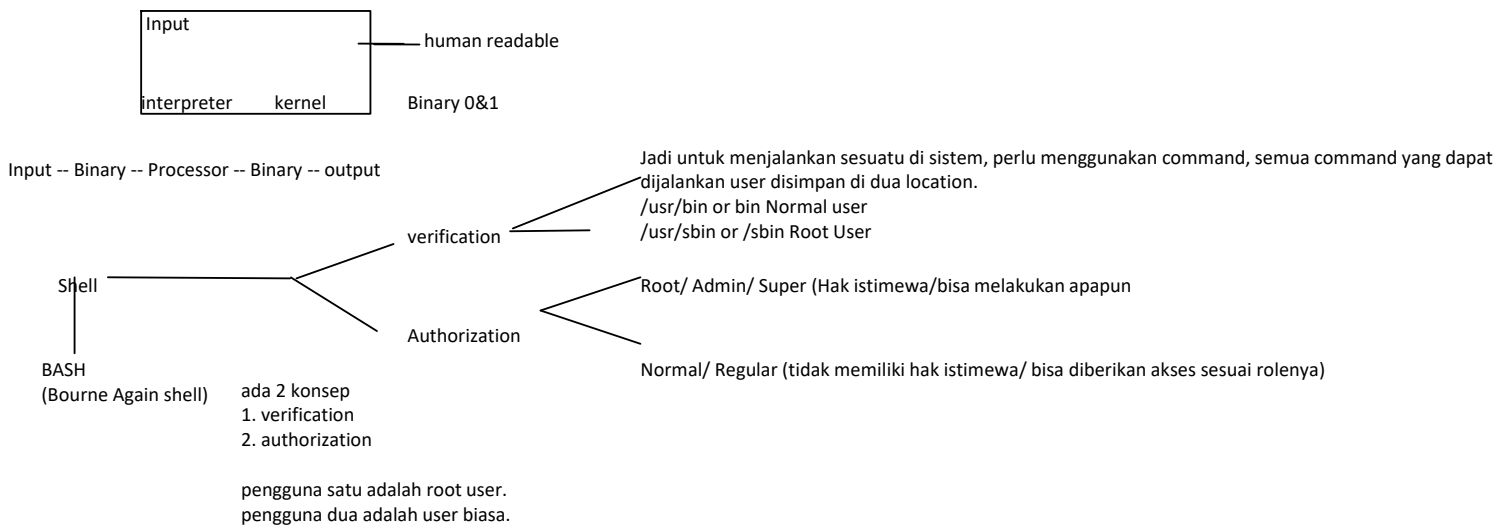 Input
human readable
interpreter kernel
Binary 0&1
Input -- Binary -- Processor -- Binary -- output
Jadi untuk menjalankan sesuatu di sistem, perlu menggunakan command, semua command yang dapat
dijalankan user disimpan di dua location.
/usr/bin or bin Normal user
/usr/sbin or /sbin Root User
verification
Shell
Root/ Admin/ Super (Hak istimewa/bisa melakukan apapun
Authorization
BASH
(Bourne Again shell)
Normal/ Regular (tidak memiliki hak istimewa/ bisa diberikan akses sesuai rolenya)
ada 2 konsep
1. verification
2. authorization
pengguna satu adalah root user.
pengguna dua adalah user biasa.